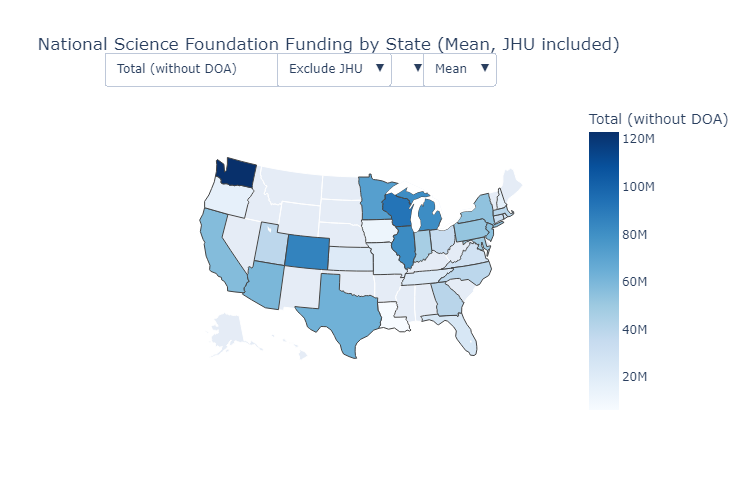 National Science Foundation Funding by State (Mean, JHU included)
Total (without DOA) Exclude JHU ▼ ▼ Mean ▼
Total (without DOA)
120M
100M
80M
60M
40M
20M